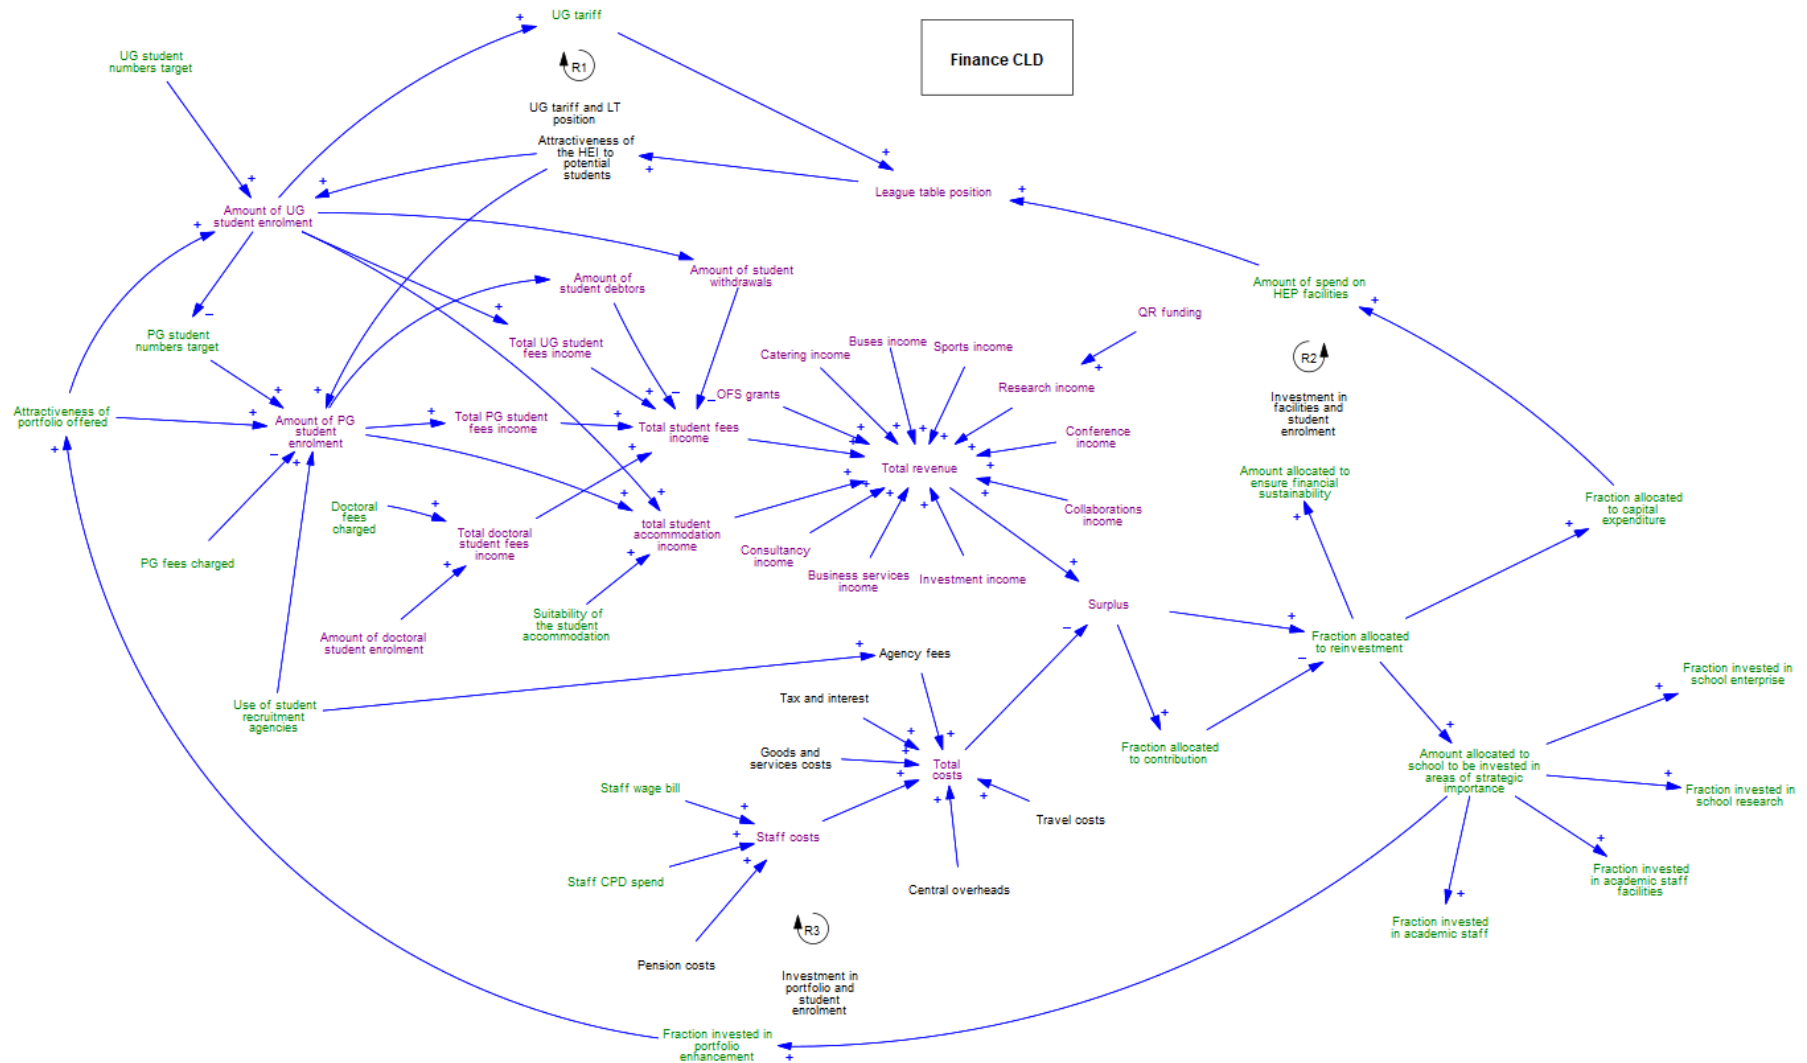 UG tariff
Finance CLD
UG student
numbers target
R1
UG tariff and LT
position
Attractiveness of
the HEI to
potential
students
League table position
Amount of UG
student enrolment
Amount of student
withdrawals
Amount of
student debtors
Amount of spend on
HEP facilities
QR funding
PG student
numbers target
Total UG student
fees income
Catering income
Buses income
Sports income
R2
OFS grants
Research income
Investment in
facilities and
student
enrolment
Attractiveness of
portfolio offered
Amount of PG
student
enrolment
Total PG student
fees income
Total student fees
income
Conference
income
Total revenue
Amount allocated to
ensure financial
sustainability
Fraction allocated
to capital
expenditure
Doctoral
fees
charged
Total doctoral
student fees
income
total student
accommodation
income
Collaborations
income
PG fees charged
Consultancy
income
Business services
income
Investment income
Surplus
Suitability of
the student
accommodation
Amount of doctoral
student enrolment
Fraction allocated
to reinvestment
Agency fees
Fraction invested in
school enterprise
Use of student
recruitment
agencies
Tax and interest
Goods and
services costs
Total
costs
Fraction allocated
to contribution
Amount allocated to
school to be invested in
areas of strategic
importance
Staff wage bill
Fraction invested in
school research
Travel costs
Staff costs
Staff CPD spend
Central overheads
Fraction invested
in academic staff
facilities
Fraction invested
in academic staff
R3
Pension costs
Investment in
portfolio and
student
enrolment
Fraction invested in
portfolio
enhancement